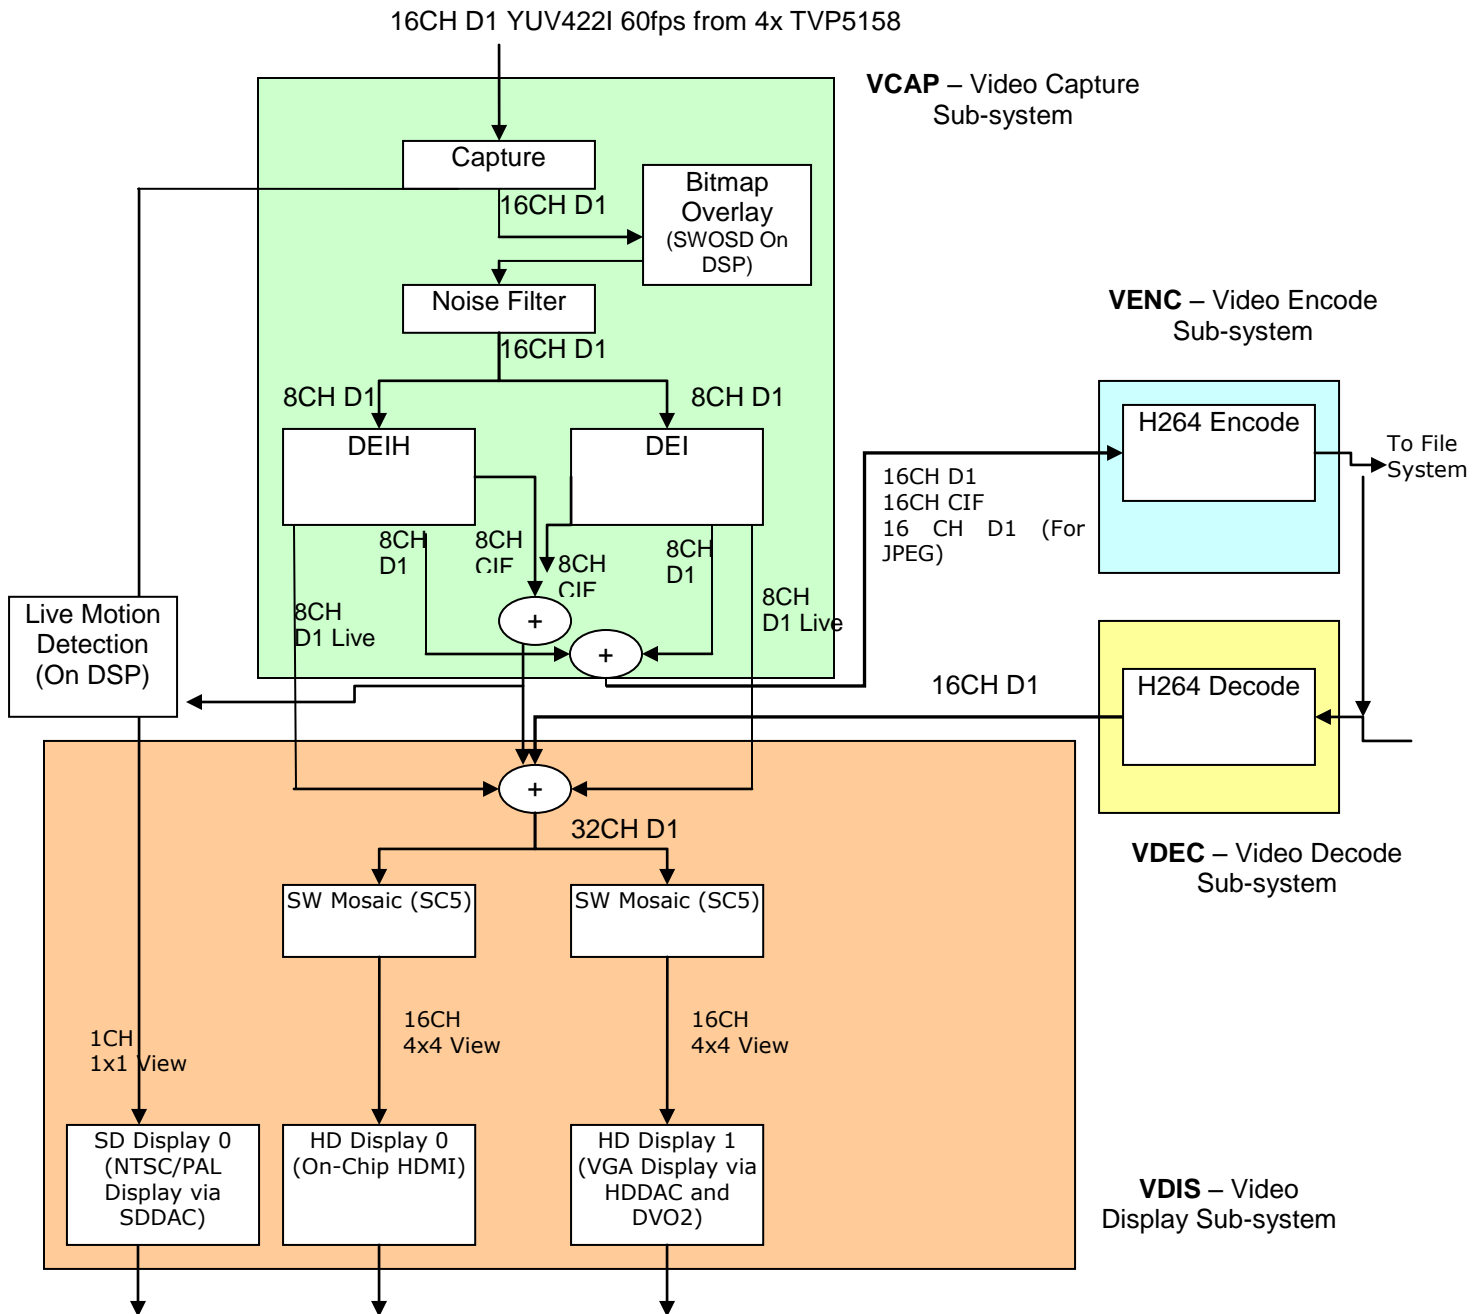 16CH D1 YUV422I 60fps from 4x TVP5158
VCAP – Video Capture
Sub-system
Capture
16CH D1
Bitmap
Overlay
(SWOSD On
DSP)
Noise Filter
16CH D1
8CH D1
8CH D1
DEIH
DEI
VENC – Video Encode
Sub-system
H264 Encode
To File
System
16CH D1
16CH CIF
16 CH D1 (For
JPEG)
8CH
D1
8CH
CIF
8CH
CIF
8CH
D1
8CH
D1 Live
8CH
D1 Live
+
+
Live Motion
Detection
(On DSP)
16CH D1
H264 Decode
+
32CH D1
VDEC – Video Decode
Sub-system
SW Mosaic (SC5)
SW Mosaic (SC5)
1CH
1x1 View
16CH
4x4 View
16CH
4x4 View
SD Display 0
(NTSC/PAL
Display via
SDDAC)
HD Display 0
(On-Chip HDMI)
HD Display 1
(VGA Display via
HDDAC and
DVO2)
VDIS – Video
Display Sub-system